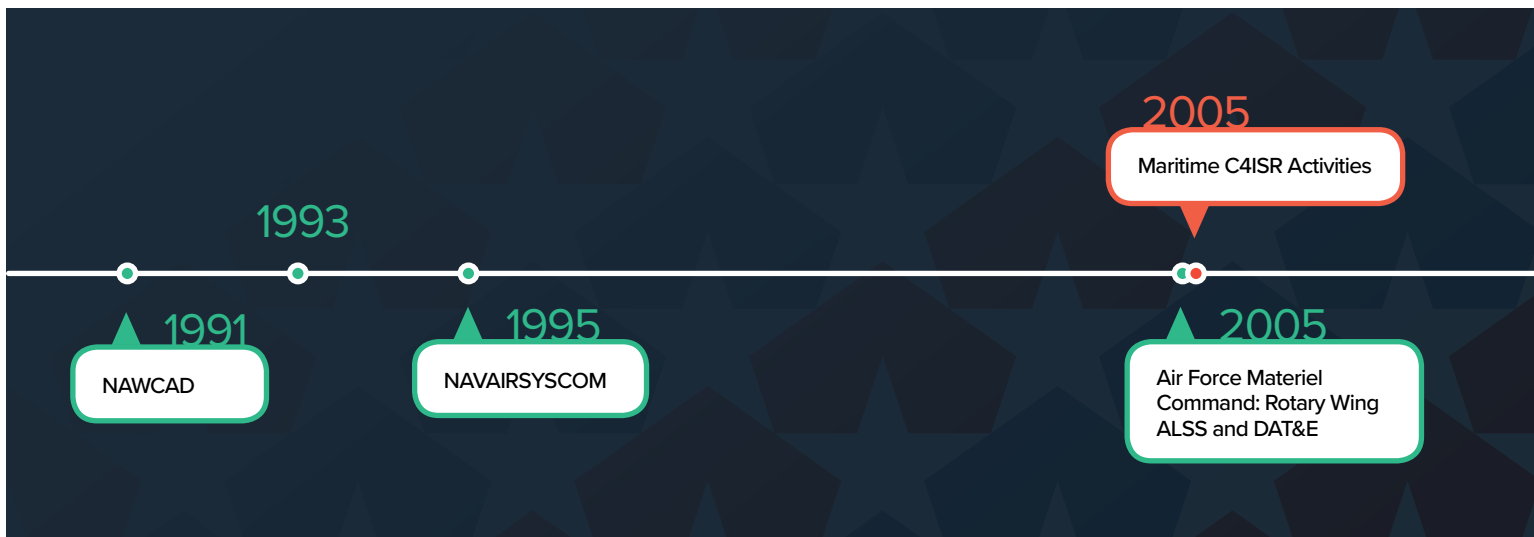 2005
Maritime C4ISR Activities
1993
1991
NAWCAD
1995
NAVAIRSYSCOM
2005
Air Force Materiel
Command: Rotary Wing
ALSS and DAT&E